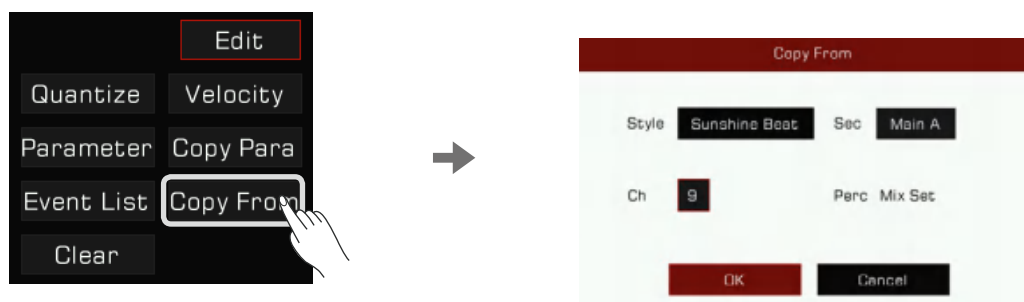 Edit
Quantize Velocity
Parameter Copy Para
Event List Copy From
Clear
Copy From
Style Sunshine Beat Sec Main A
Ch 9 Perc Mix Set
OK Cancel